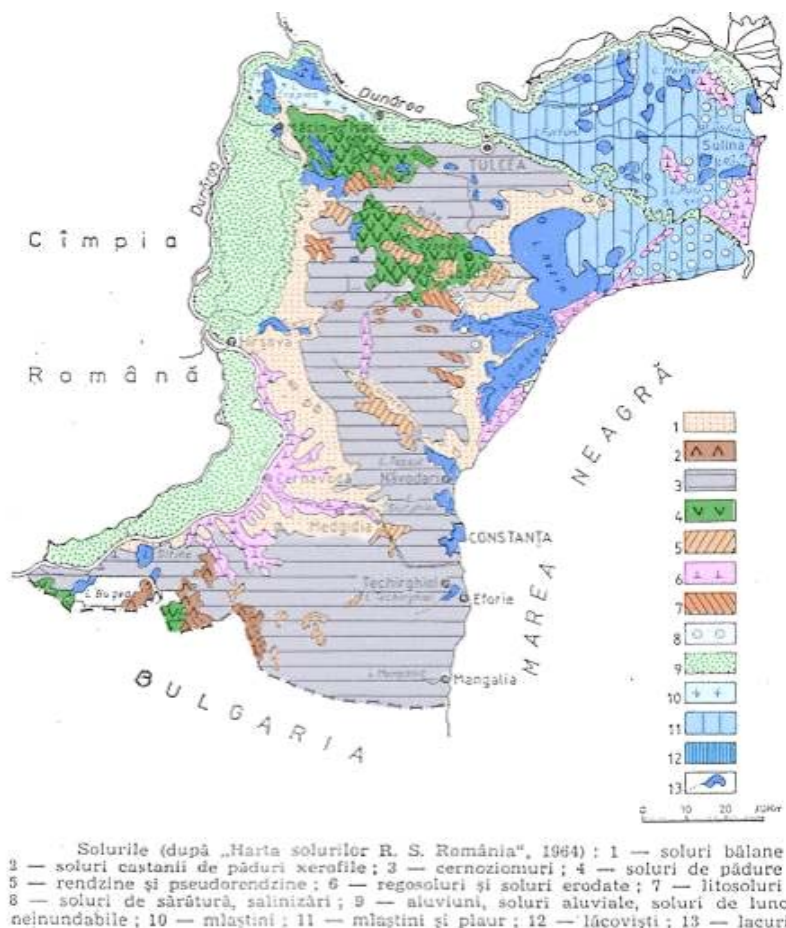 Dunărea
TULCEA
Sulina
Dunărea
Cîmpia
Română
Hîrșova
Cernavodă
Medgidia
Năvodari
CONSTANȚA
Techirghiol
L. Techirghiol
Eforie
Mangalia
MAREA NEAGRĂ
BULGARIA
1
2
3
4
5
6
7
8
9
10
11
12
13
0 10 20
Solurile (după „Harta solurilor R. S. România“, 1964) : 1 — soluri bălane
2 — soluri castanii de păduri xerofile ; 3 — cernoziomuri ; 4 — soluri de pădure
5 — rendzine și pseudorendzine ; 6 — regosoluri și soluri erodate ; 7 — litosoluri
8 — soluri de sărătură, salinizări ; 9 — aluviuni, soluri aluviale, soluri de lunc
neinundabile ; 10 — mlaștini ; 11 — mlaștini și plaur ; 12 — lăcoviști ; 13 — lacuri